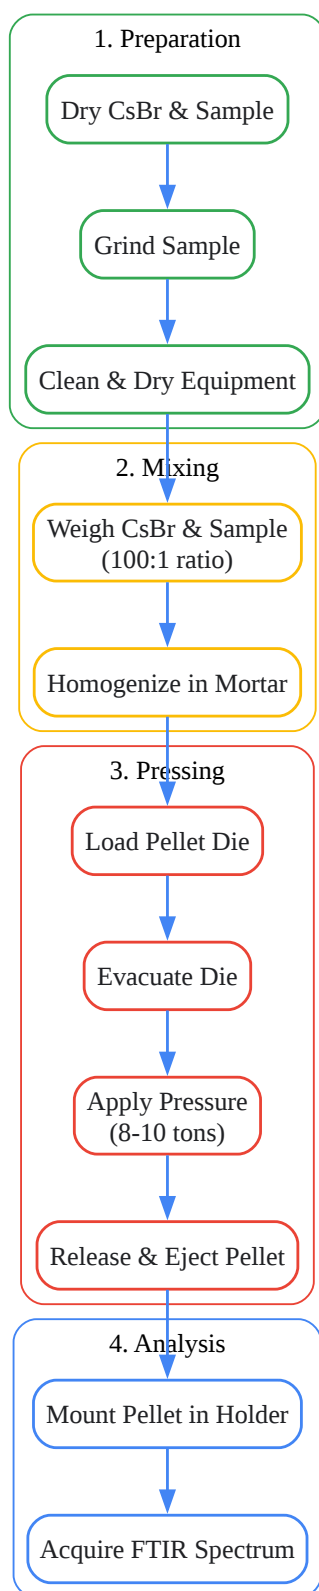 1. Preparation
Dry CsBr & Sample
Grind Sample
Clean & Dry Equipment
2. Mixing
Weigh CsBr & Sample
(100:1 ratio)
Homogenize in Mortar
3. Pressing
Load Pellet Die
Evacuate Die
Apply Pressure
(8-10 tons)
Release & Eject Pellet
4. Analysis
Mount Pellet in Holder
Acquire FTIR Spectrum